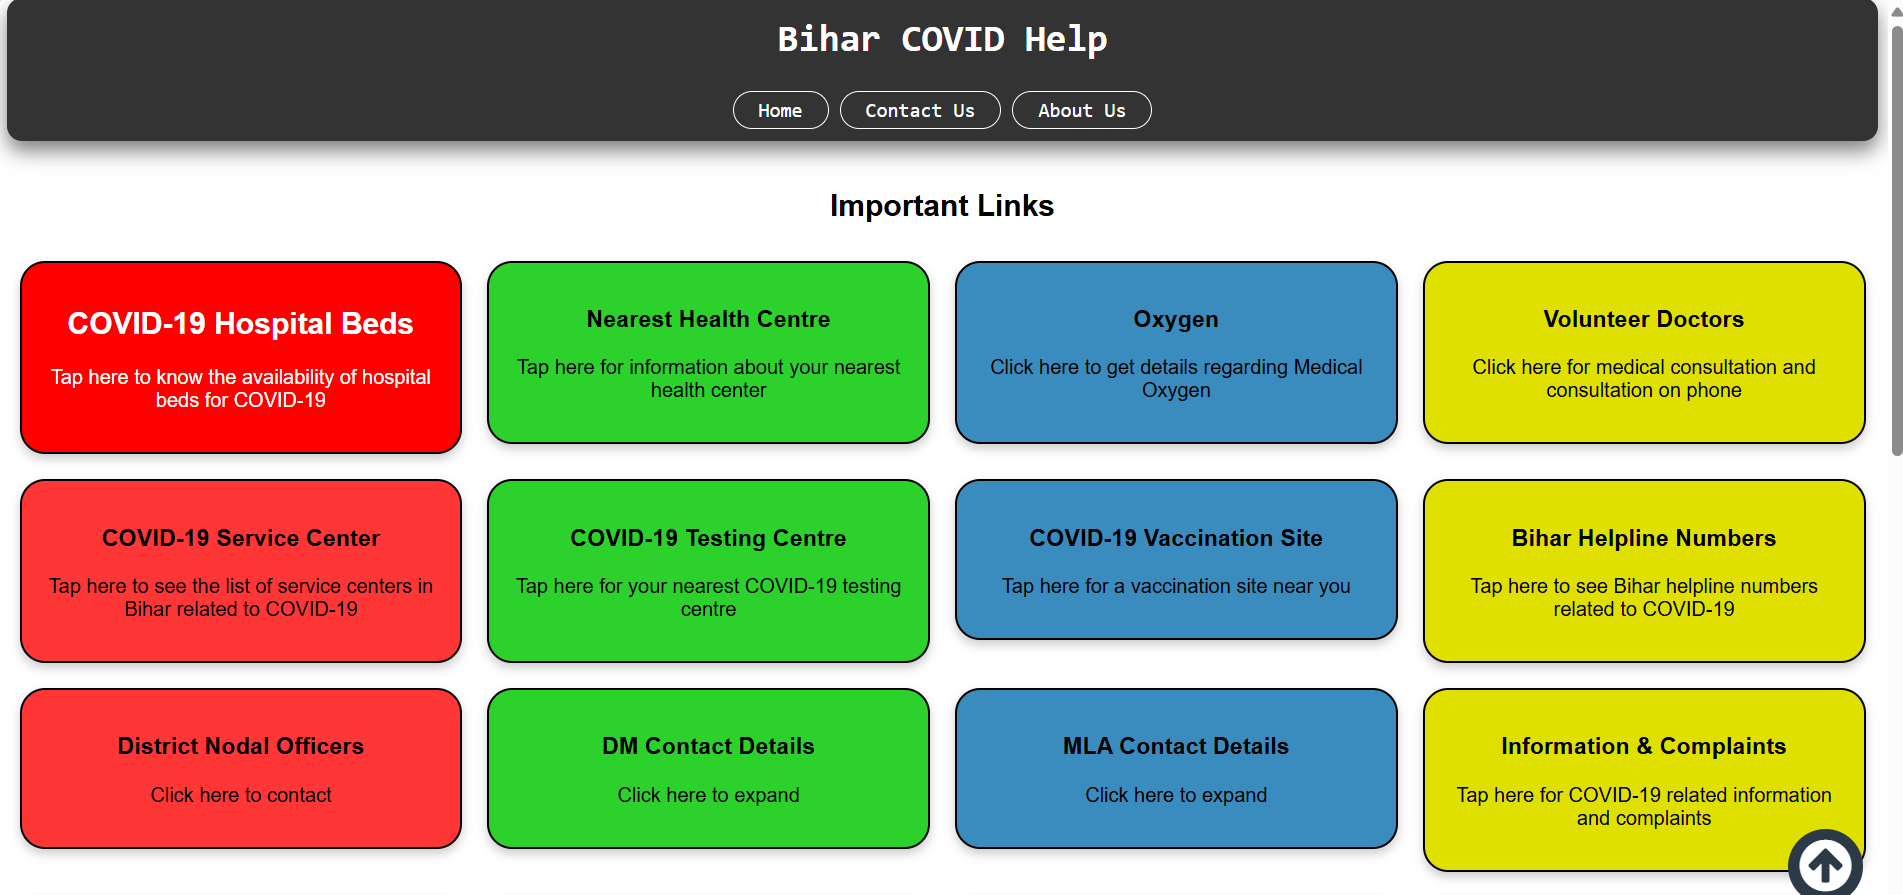 Bihar COVID Help
Home
Contact Us
About Us
Important Links
COVID-19 Hospital Beds
Tap here to know the availability of hospital
beds for COVID-19
Nearest Health Centre
Tap here for information about your nearest
health center
Oxygen
Click here to get details regarding Medical
Oxygen
Volunteer Doctors
Click here for medical consultation and
consultation on phone
COVID-19 Service Center
Tap here to see the list of service centers in
Bihar related to COVID-19
COVID-19 Testing Centre
Tap here for your nearest COVID-19 testing
centre
COVID-19 Vaccination Site
Tap here for a vaccination site near you
Bihar Helpline Numbers
Tap here to see Bihar helpline numbers
related to COVID-19
District Nodal Officers
Click here to contact
DM Contact Details
Click here to expand
MLA Contact Details
Click here to expand
Information & Complaints
Tap here for COVID-19 related information
and complaints